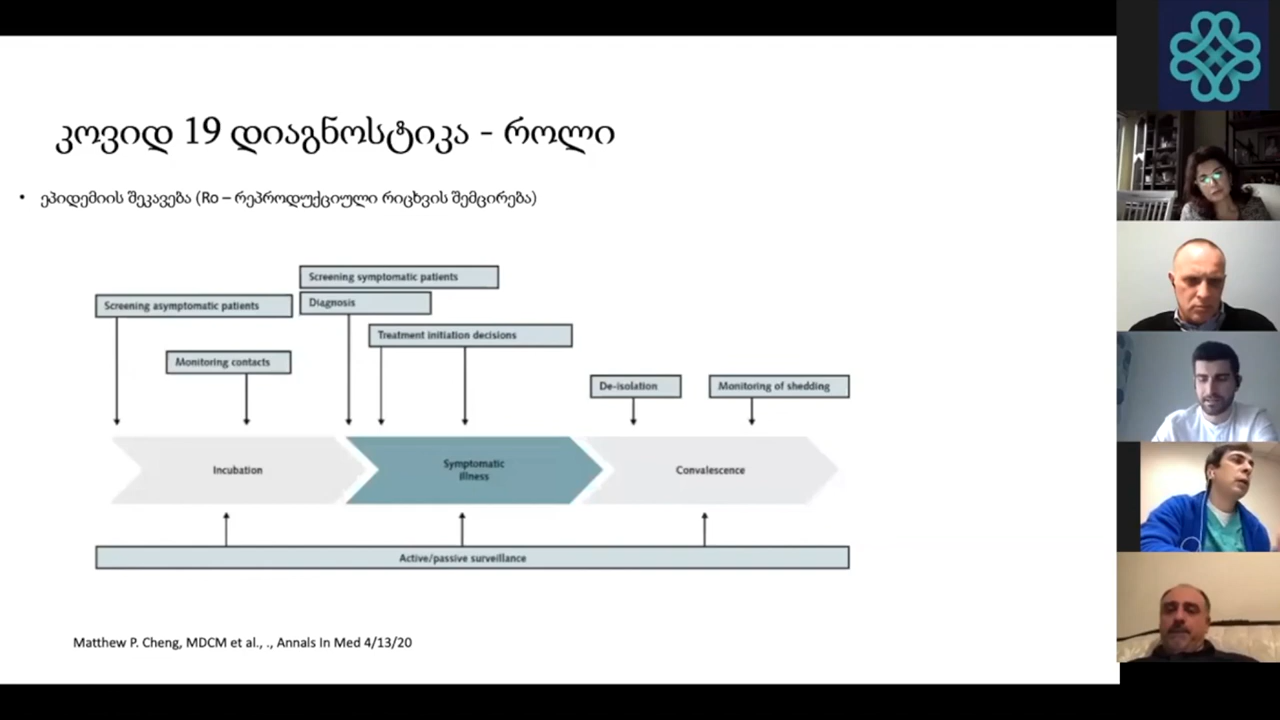 კოვიდ 19 დიაგნოსტიკა - როლი
• ეპიდემიის შეკავება (Ro – რეპროდუქციული რიცხვის შემცირება)
Screening symptomatic patients
Screening asymptomatic patients
Diagnosis
Treatment initiation decisions
Monitoring contacts
De-isolation
Monitoring of shedding
Incubation
Symptomatic
illness
Convalescence
Active/passive surveillance
Matthew P. Cheng, MDCM et al., ., Annals In Med 4/13/20